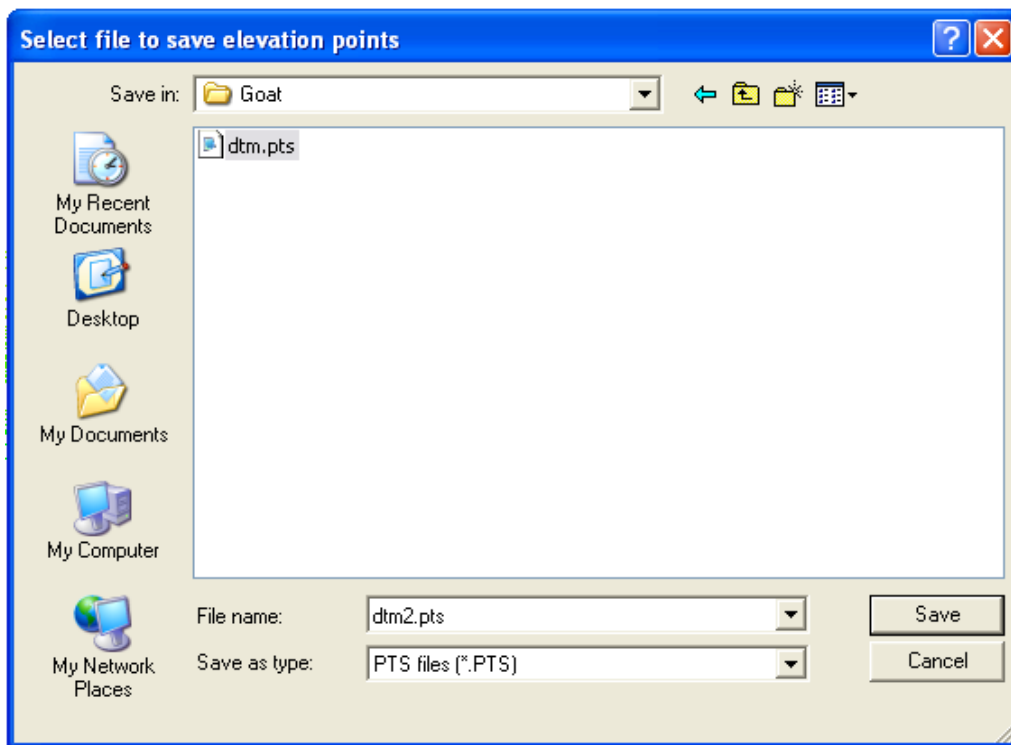 Select file to save elevation points
Save in:
Goat
dtm.pts
My Recent
Documents
Desktop
My Documents
My Computer
My Network
Places
File name:
dtm2.pts
Save
Save as type:
PTS files (*.PTS)
Cancel